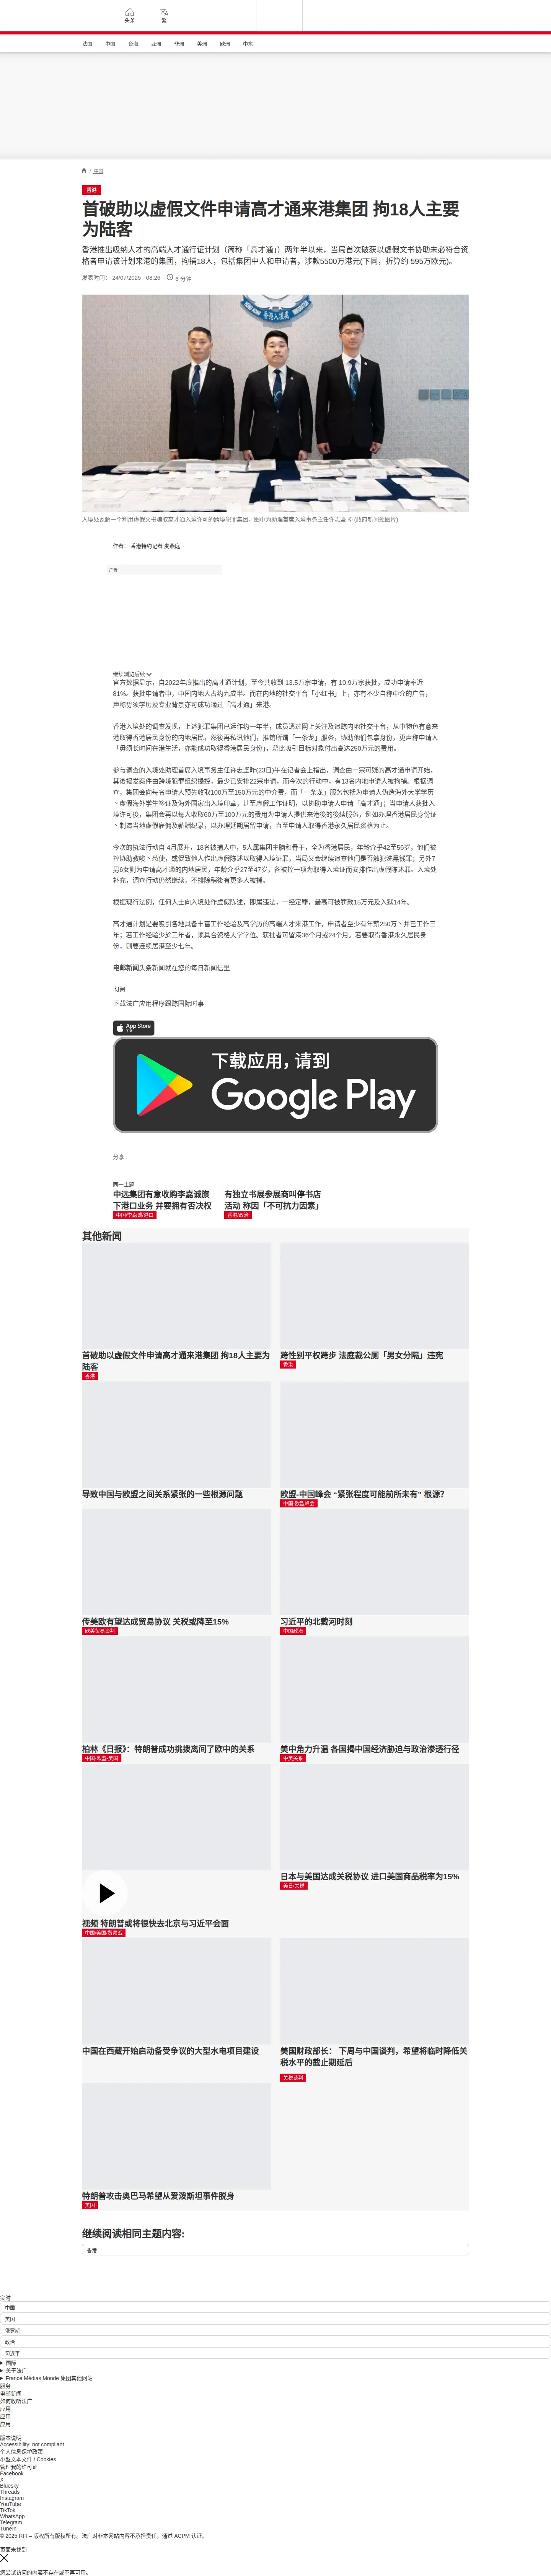 头条
繁
法国
中国
台海
亚洲
非洲
美洲
欧洲
中东
/ 中国
香港
首破助以虚假文件申请高才通来港集团 拘18人主要
为陆客
香港推出吸纳人才的高端人才通行证计划（简称「高才通」）两年半以来，当局首次破获以虚假文书协助未必符合资
格者申请该计划来港的集团，拘捕18人，包括集团中人和申请者，涉款5500万港元(下同，折算约 595万欧元)。
发表时间： 24/07/2025 - 08:26
6 分钟
入境处瓦解一个利用虚假文书骗取高才通入境许可的跨境犯罪集团，图中为助理首席入境事务主任许志坚 © (政府新闻处图片)
作者： 香港特约记者 麦燕庭
广告
继续浏览后续
官方数据显示，自2022年底推出的高才通计划，至今共收到 13.5万宗申请，有 10.9万宗获批，成功申请率近
81%。获批申请者中，中国内地人占约九成半。而在内地的社交平台「小红书」上，亦有不少自称中介的广告，
声称毋须学历及专业背景亦可成功通过「高才通」来港。
香港入境处的调查发现，上述犯罪集团已运作约一年半，成员透过网上关注及追踪内地社交平台，从中物色有意来
港取得香港居民身份的内地居民，然後再私讯他们，推销所谓「一条龙」服务，协助他们包拿身份，更声称申请人
「毋须长时间在港生活，亦能成功取得香港居民身份」，藉此吸引目标对象付出高达250万元的费用。
参与调查的入境处助理首席入境事务主任许志坚昨(23日)午在记者会上指出，调查由一宗可疑的高才通申请开始，
其後揭发案件由跨境犯罪组织操控，最少已安排22宗申请，而今次的行动中，有13名内地申请人被拘捕。根据调
查，集团会向每名申请人预先收取100万至150万元的中介费，而「一条龙」服务包括为申请人伪造海外大学学历
丶虚假海外学生签证及海外国家出入境印章，甚至虚假工作证明，以协助申请人申请「高才通」；当申请人获批入
境许可後，集团会再以每人收取60万至100万元的费用为申请人提供来港後的後续服务，例如办理香港居民身份证
丶制造当地虚假雇佣及薪酬纪录，以办理延期居留申请，直至申请人取得香港永久居民资格为止。
今次的执法行动自 4月展开，18名被捕人中，5人属集团主脑和骨干，全为香港居民，年龄介乎42至56岁，他们被
控协助教唆丶怂使，或促致他人作出虚假陈述以取得入境证罪，当局又会继续追查他们是否触犯洗黑钱罪；另外7
男6女则为申请高才通的内地居民，年龄介乎27至47岁，各被控一项为取得入境证而安排作出虚假陈述罪。入境处
补充，调查行动仍然继续，不排除稍後有更多人被捕。
根据现行法例，任何人士向入境处作虚假陈述，即属违法，一经定罪，最高可被罚款15万元及入狱14年。
高才通计划是要吸引各地具备丰富工作经验及高学历的高端人才来港工作，申请者至少有年薪250万丶并已工作三
年；若工作经验少於三年者，须具合资格大学学位。获批者可留港36个月或24个月。若要取得香港永久居民身
份，则要连续居港至少七年。
电邮新闻头条新闻就在您的每日新闻信里
订阅
下载法广应用程序跟踪国际时事
App Store
下载
下载应用，请到
Google Play
分享 :
同一主题
中远集团有意收购李嘉诚旗
下港口业务 并要拥有否决权
中国/李嘉诚/港口
有独立书展参展商叫停书店
活动 称因「不可抗力因素」
香港/政治
其他新闻
首破助以虚假文件申请高才通来港集团 拘18人主要为
陆客
香港
跨性别平权跨步 法庭裁公厕「男女分隔」违宪
香港
导致中国与欧盟之间关系紧张的一些根源问题
欧盟-中国峰会 “紧张程度可能前所未有” 根源？
中国 欧盟峰会
传美欧有望达成贸易协议 关税或降至15%
欧美贸易谈判
习近平的北戴河时刻
中国政治
柏林《日报》：特朗普成功挑拨离间了欧中的关系
中国-欧盟-美国
美中角力升温 各国揭中国经济胁迫与政治渗透行径
中美关系
视频 特朗普或将很快去北京与习近平会面
中国/美国/贸易战
日本与美国达成关税协议 进口美国商品税率为15%
美日/关税
中国在西藏开始启动备受争议的大型水电项目建设
美国财政部长： 下周与中国谈判，希望将临时降低关
税水平的截止期延后
关税谈判
特朗普攻击奥巴马希望从爱泼斯坦事件脱身
美国
继续阅读相同主题内容:
香港
实时
中国
美国
俄罗斯
政治
习近平
国际
关于法广
France Médias Monde 集团其他网站
服务
电邮新闻
如何收听法广
应用
应用
应用
版本说明
Accessibility: not compliant
个人信息保护政策
小型文本文件 / Cookies
管理我的许可证
Facebook
X
Bluesky
Threads
Instagram
YouTube
TikTok
WhatsApp
Telegram
TuneIn
© 2025 RFI – 版权所有版权所有。法广对非本网站内容不承担责任。通过 ACPM 认证。
页面未找到
您尝试访问的内容不存在或不再可用。